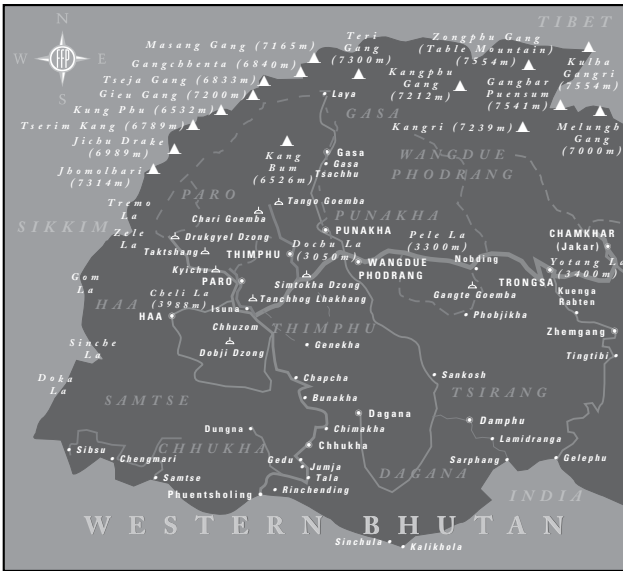 TIBET
N
W
E
S
EFP
Masang Gang (7165m)
Gangchhenta (6840m)
Tseja Gang (6833m)
Gieu Gang (7200m)
Kung Phu (6532m)
Tserim Kang (6789m)
Jichu Drake
(6989m)
Jhomolhari
(7314m)
Teri
Gang
(7300m)
Zongphu Gang
(Table Mountain)
(7554m)
Kangphu
Gang
(7212m)
Kulha
Gangri
(7554m)
Ganghar
Puensum
(7541m)
Kangri (7239m)
Melungh
Gang
(7000m)
Laya
GASA
Kang
Bum
(6526m)
Gasa
Gasa
Tsachhu
WANGDUE
PHODRANG
PARO
Tango Goemba
Chari Goemba
PUNAKHA
SIKKIM
Tremo
La
Zele
La
Drukgyel Dzong
Taktshang
Kyichu
THIMPHU
PUNAKHA
Dochu La
(3050m)
Pele La
(3300m)
CHAMKHAR
(Jakar)
Yotang La
(3400m)
WANGDUE
PHODRANG
Nobding
TRONGSA
Gom
La
PARO
Simtokha Dzong
Gangte Goemba
Kuenga
Rabten
Cheli La
(3988m)
HAA
HAA
Tanchhog Lhakhang
Isuna
Chhuzom
THIMPHU
Phobjikha
Zhemgang
Dobji Dzong
Genekha
Sinche
La
Tingtibi
Doka
La
Chapcha
Sankosh
TSIRANG
SAMTSE
Bunakha
Dagana
Damphu
Dungna
CHHUKHA
Chimakha
Lamidranga
Chhukha
Sibsu
Chengmari
Gedu
Jumja
Tala
DAGANA
Sarphang
Gelephu
Samtse
Rinchending
Phuentsholing
INDIA
WESTERN BHUTAN
Sinchula
Kalikhola